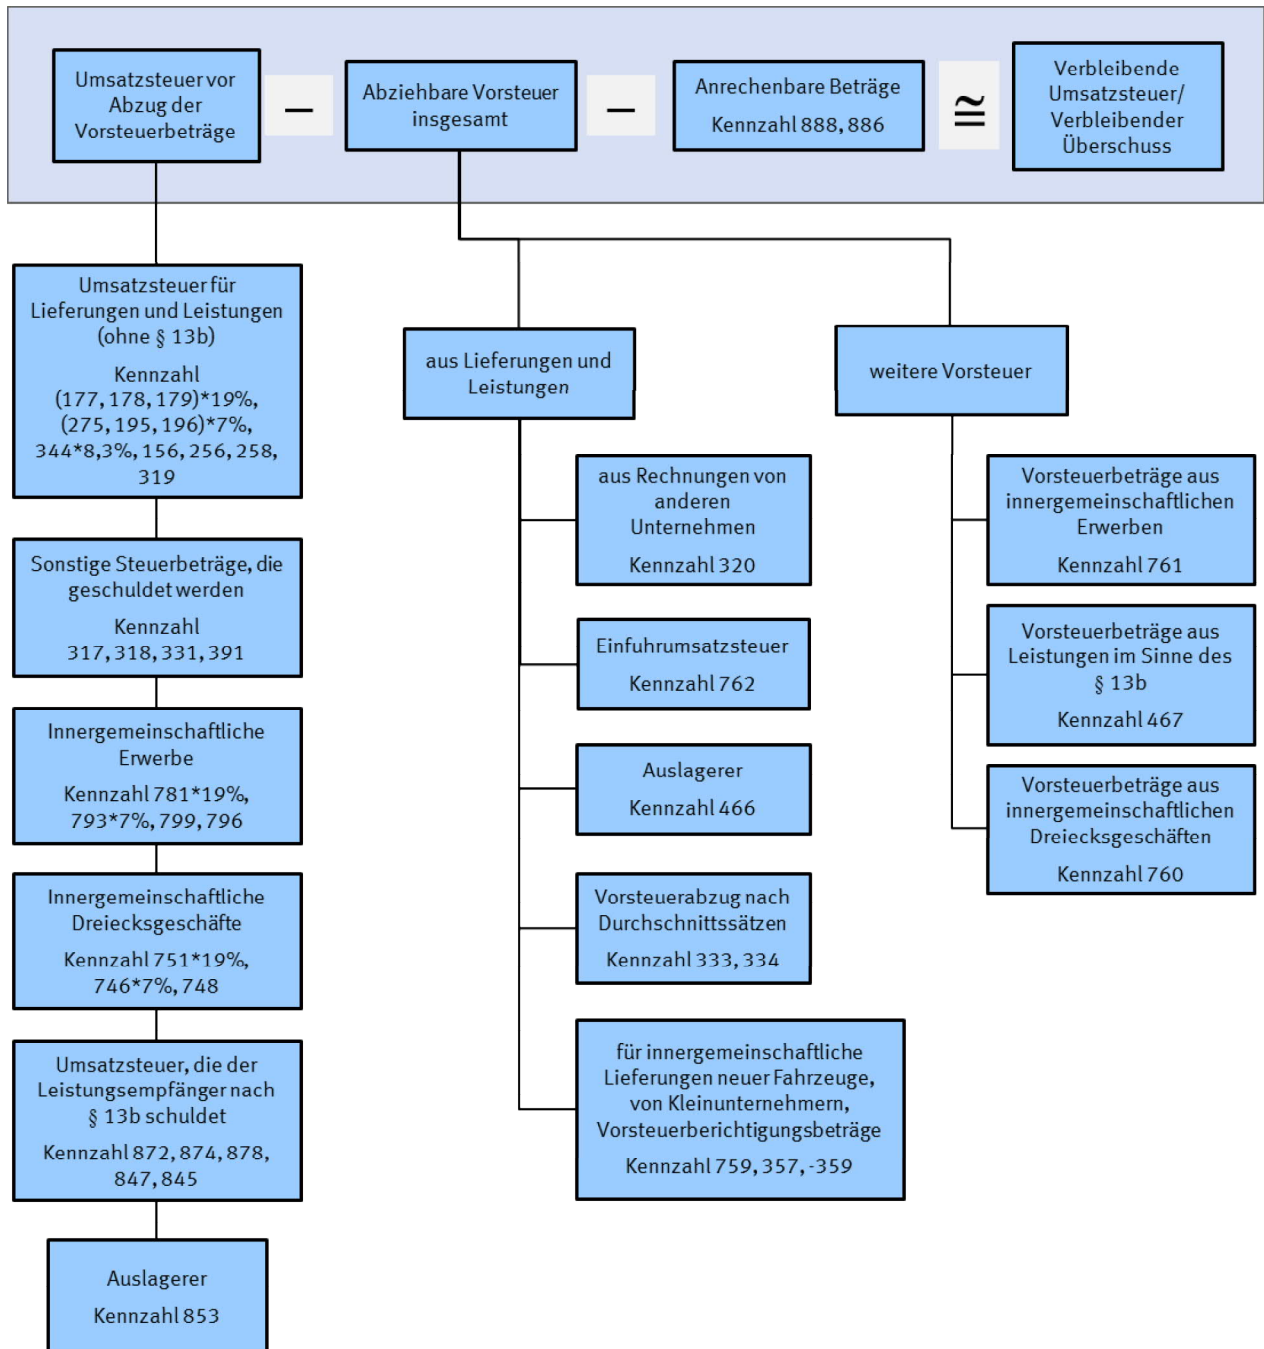 Umsatzsteuer vor
Abzug der
Vorsteuerbeträge
–
Abziehbare Vorsteuer
insgesamt
–
Anrechenbare Beträge
Kennzahl 888, 886
≅
Verbleibende
Umsatzsteuer/
Verbleibender
Überschuss
Umsatzsteuer für
Lieferungen und Leistungen
(ohne § 13b)
Kennzahl
(177, 178, 179)*19%,
(275, 195, 196)*7%,
344*8,3%, 156, 256, 258,
319
Sonstige Steuerbeträge, die
geschuldet werden
Kennzahl
317, 318, 331, 391
Innergemeinschaftliche
Erwerbe
Kennzahl 781*19%,
793*7%, 799, 796
Innergemeinschaftliche
Dreiecksgeschäfte
Kennzahl 751*19%,
746*7%, 748
Umsatzsteuer, die der
Leistungsempfänger nach
§ 13b schuldet
Kennzahl 872, 874, 878,
847, 845
Auslagerer
Kennzahl 853
aus Lieferungen und
Leistungen
aus Rechnungen von
anderen
Unternehmen
Kennzahl 320
Einfuhrumsatzsteuer
Kennzahl 762
Auslagerer
Kennzahl 466
Vorsteuerabzug nach
Durchschnittssätzen
Kennzahl 333, 334
für innergemeinschaftliche
Lieferungen neuer Fahrzeuge,
von Kleinunternehmern,
Vorsteuerberichtigungsbeträge
Kennzahl 759, 357, -359
weitere Vorsteuer
Vorsteuerbeträge aus
innergemeinschaftlichen
Erwerben
Kennzahl 761
Vorsteuerbeträge aus
Leistungen im Sinne des
§ 13b
Kennzahl 467
Vorsteuerbeträge aus
innergemeinschaftlichen
Dreiecksgeschäften
Kennzahl 760